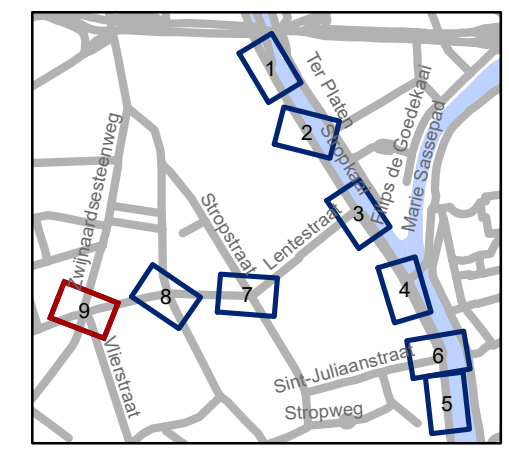 1
Ter Platen
2
Stropkaai
Filips de Goedekaai
Marie Sassepad
Zwijnaardsesteenweg
Stropstraat
Lentestraat
3
4
7
8
9
Vlierstraat
6
Sint-Juliaanstraat
Stropweg
5